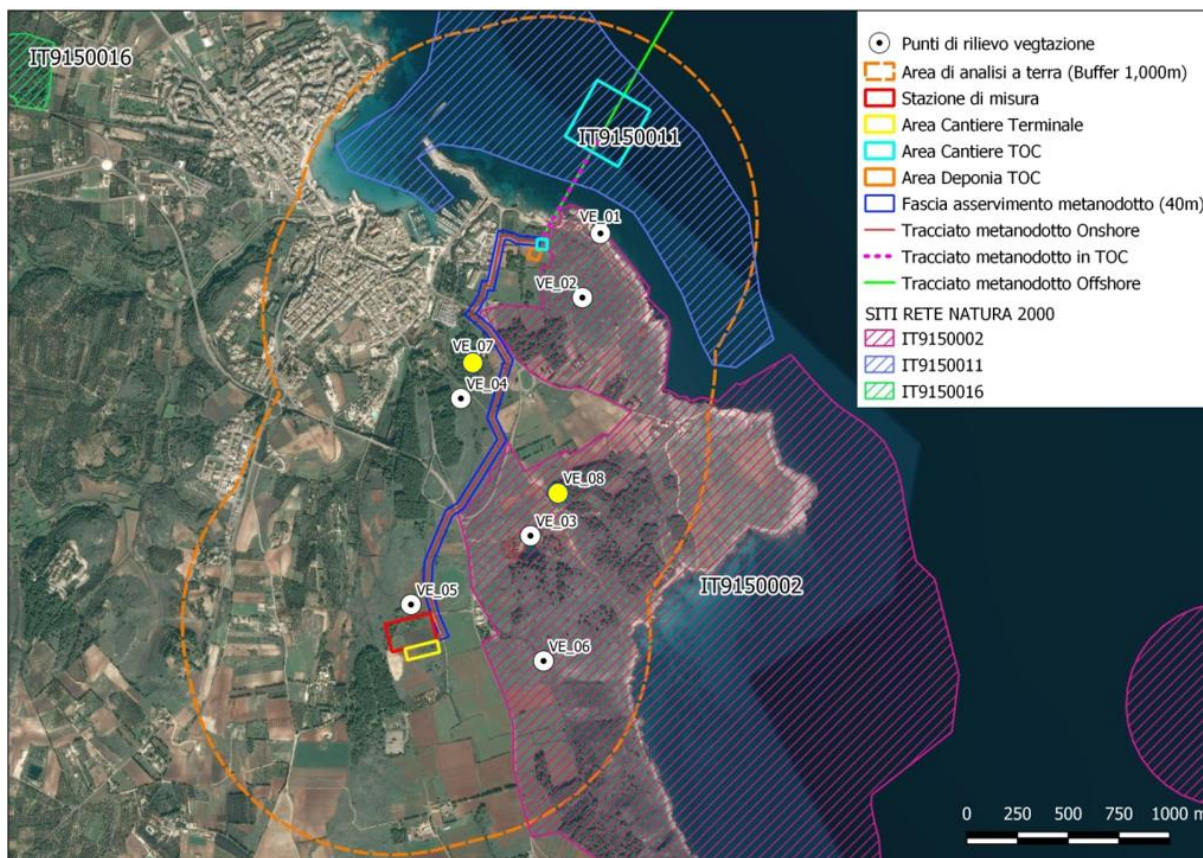 IT9150016
IT9150011
VE_01
VE_02
VE_07
VE_04
VE_08
VE_03
VE_05
IT9150002
VE_06
Punti di rilievo vegtazione
Area di analisi a terra (Buffer 1,000m)
Stazione di misura
Area Cantiere Terminale
Area Cantiere TOC
Area Deponia TOC
Fascia asservimento metanodotto (40m)
Tracciato metanodotto Onshore
Tracciato metanodotto in TOC
Tracciato metanodotto Offshore
SITI RETE NATURA 2000
IT9150002
IT9150011
IT9150016
0 250 500 750 1000 m